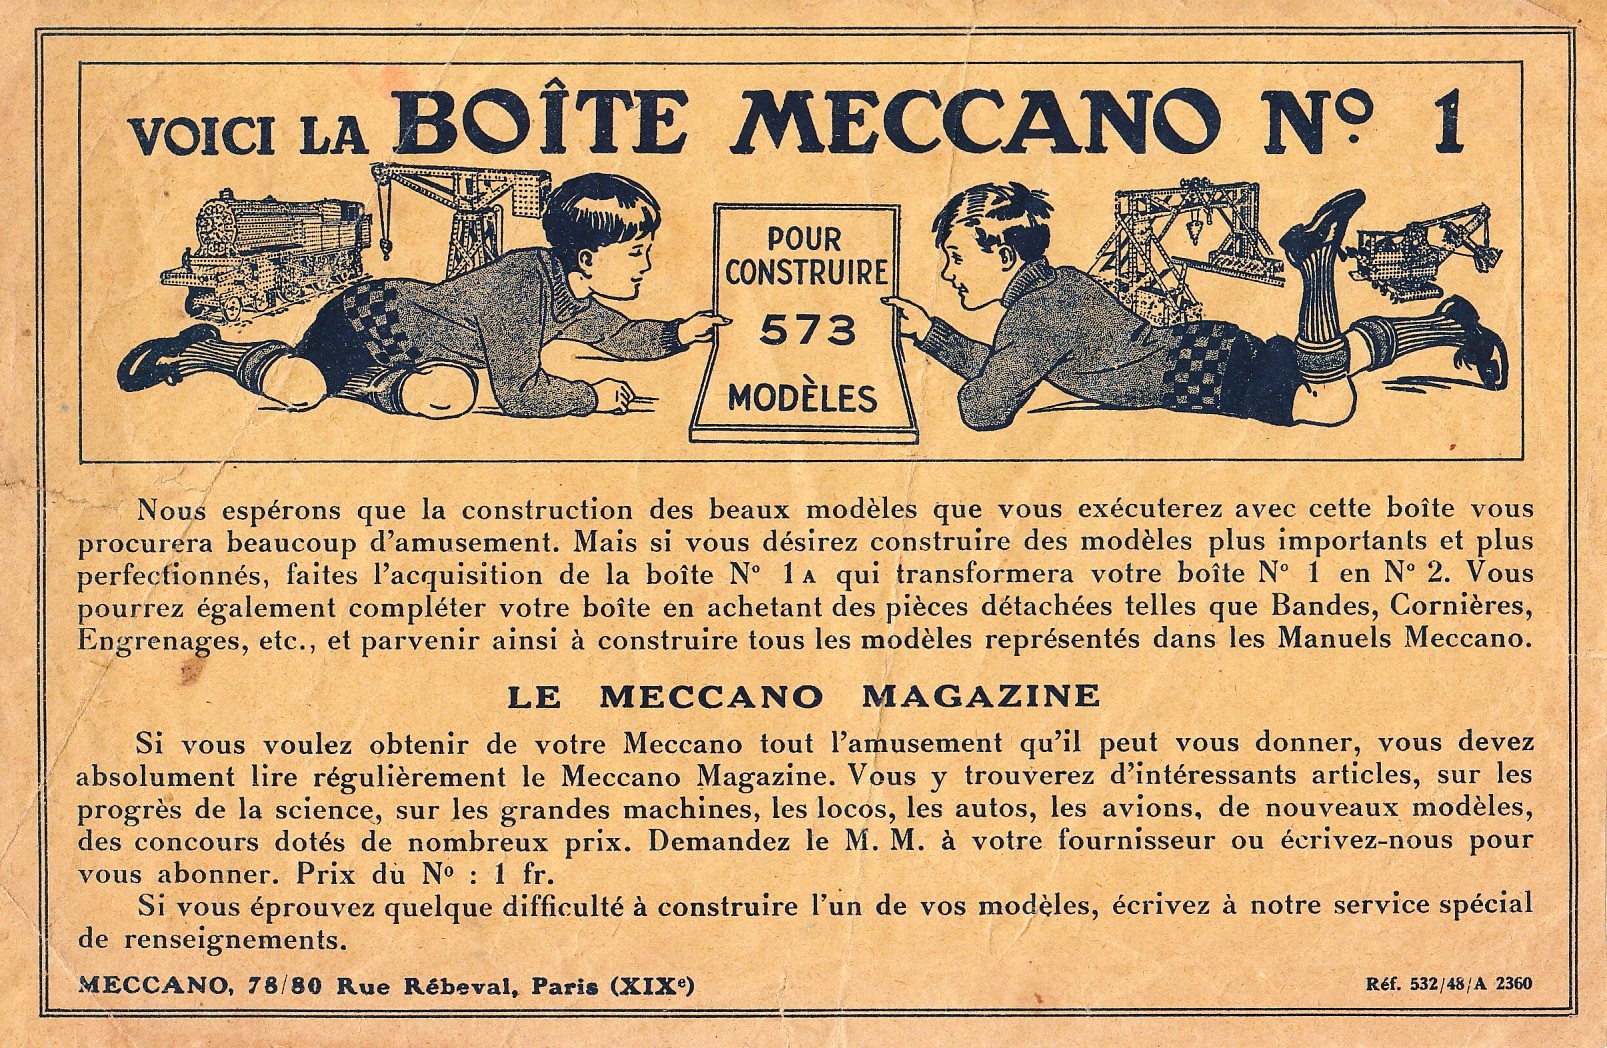 VOICI LA BOÎTE MECCANO Nº 1
POUR
CONSTRUIRE
573
MODÈLES
Nous espérons que la construction des beaux modèles que vous exécuterez avec cette boîte vous
procurera beaucoup d'amusement. Mais si vous désirez construire des modèles plus importants et plus
perfectionnés, faites l'acquisition de la boîte Nº 1A qui transformera votre boîte Nº 1 en Nº 2. Vous
pourrez également compléter votre boîte en achetant des pièces détachées telles que Bandes, Cornières,
Engrenages, etc., et parvenir ainsi à construire tous les modèles représentés dans les Manuels Meccano.
LE MECCANO MAGAZINE
Si vous voulez obtenir de votre Meccano tout l'amusement qu'il peut vous donner, vous devez
absolument lire régulièrement le Meccano Magazine. Vous y trouverez d'intéressants articles, sur les
progrès de la science, sur les grandes machines, les locos, les autos, les avions, de nouveaux modèles,
des concours dotés de nombreux prix. Demandez le M. M. à votre fournisseur ou écrivez-nous pour
vous abonner. Prix du Nº : 1 fr.
Si vous éprouvez quelque difficulté à construire l'un de vos modèles, écrivez à notre service spécial
de renseignements.
MECCANO, 78/80 Rue Rébeval, Paris (XIXe)
Réf. 532/48/A 2360